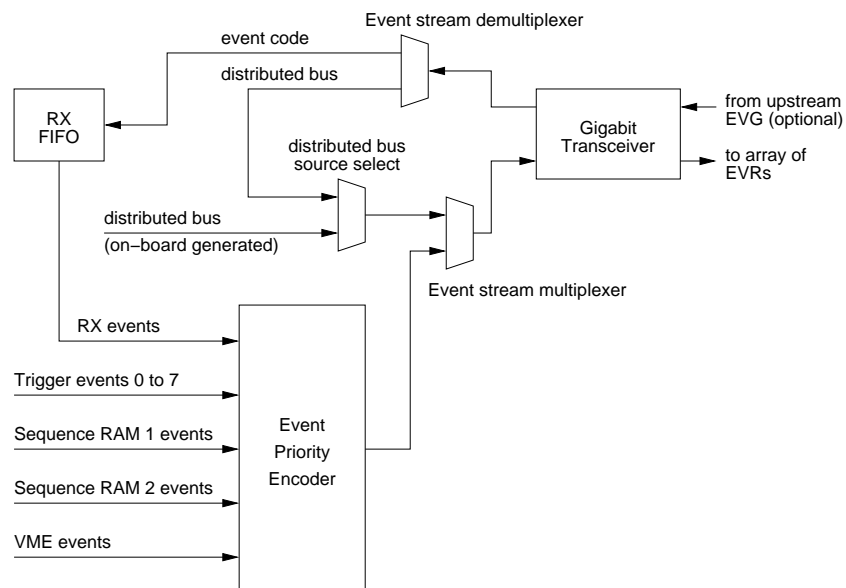 Event stream demultiplexer
event code
distributed bus
RX
FIFO
Gigabit
Transceiver
from upstream
EVG (optional)
to array of
EVRs
distributed bus
source select
distributed bus
(on−board generated)
Event stream multiplexer
RX events
Trigger events 0 to 7
Sequence RAM 1 events
Sequence RAM 2 events
VME events
Event
Priority
Encoder